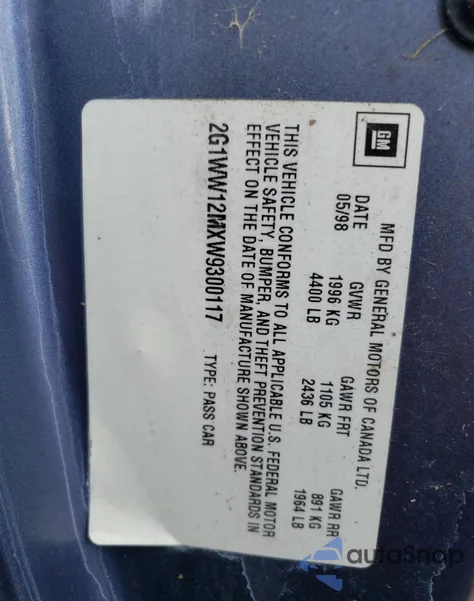 GM
MFD BY GENERAL MOTORS OF CANADA LTD.
DATE GVWR GAWR FRT GAWR RR
05/98 1996 KG 1105 KG 891 KG
4400 LB 2436 LB 1964 LB
THIS VEHICLE CONFORMS TO ALL APPLICABLE U.S. FEDERAL MOTOR
VEHICLE SAFETY, BUMPER, AND THEFT PREVENTION STANDARDS IN
EFFECT ON THE DATE OF MANUFACTURE SHOWN ABOVE.
2G1WW12MXW9300117 TYPE: PASS CAR
autoSnap